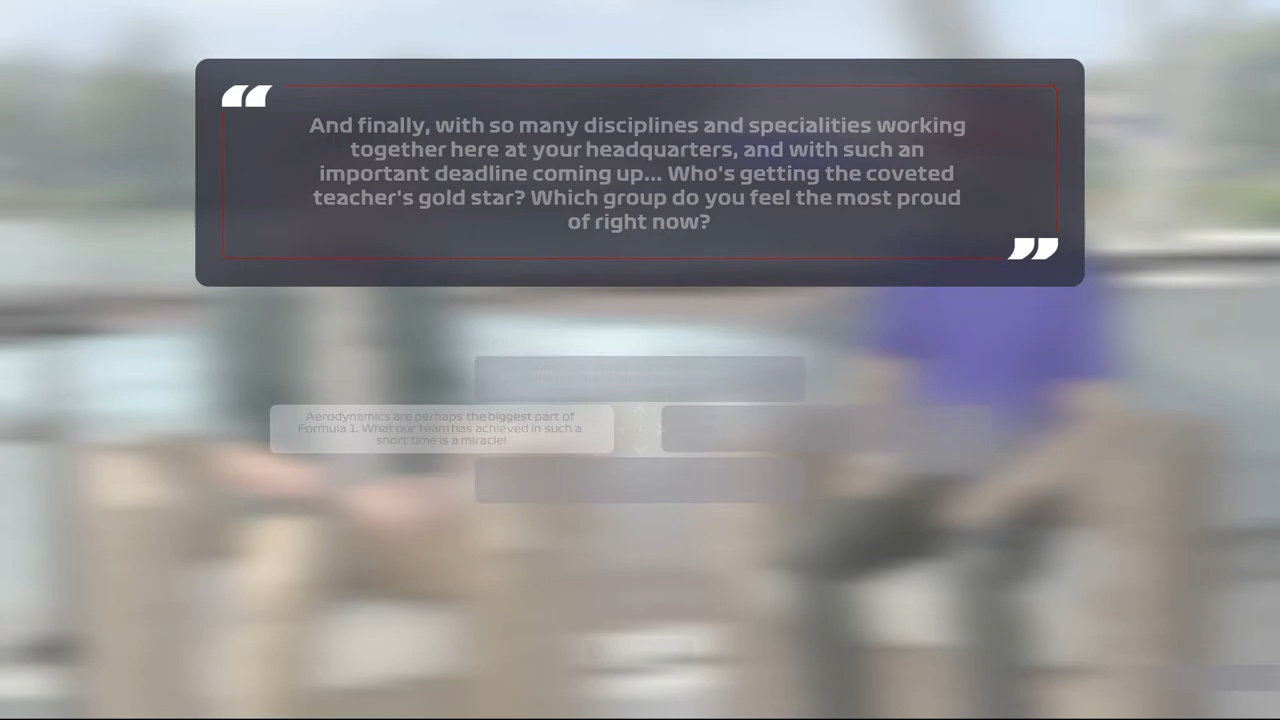 And finally, with so many disciplines and specialities working
together here at your headquarters, and with such an
important deadline coming up... Who's getting the coveted
teacher's gold star? Which group do you feel the most proud
of right now?
Aerodynamics are perhaps the biggest part of
Formula 1. What our team has achieved in such a
short time is a miracle!